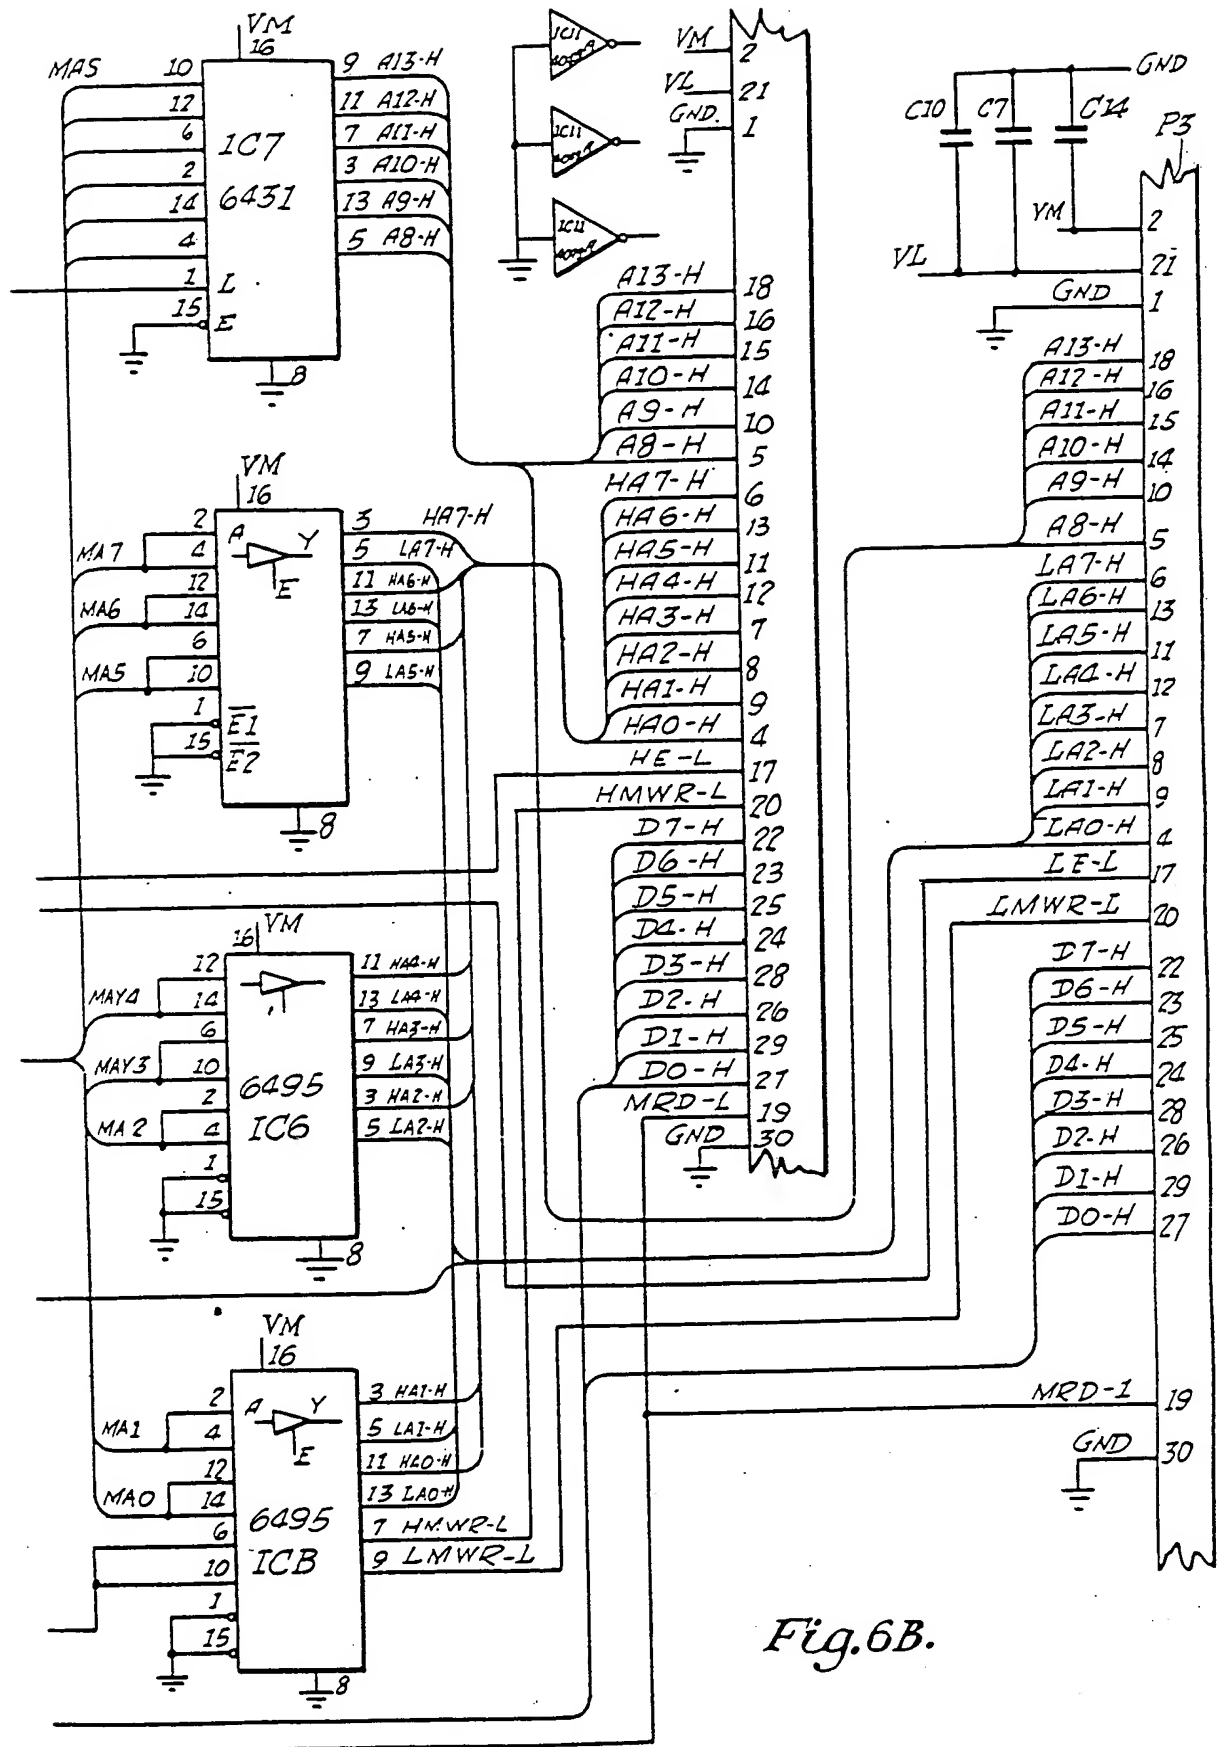 VM
16
MAS
10
12
6
2
14
4
1
15
IC7
6431
L
E
8
9 A13-H
11 A12-H
7 A11-H
3 A10-H
13 A9-H
5 A8-H
IC11
IC11
IC11
VM
16
MA7
MA6
MA5
2
4
12
14
6
10
1
15
A
Y
E
E1
E2
8
3 HA7-H
5 LA7-H
11 HA6-H
13 LA6-H
7 HA5-H
9 LA5-H
VM
16
MAY4
MAY3
MA2
12
14
6
10
2
4
1
15
6495
IC6
8
11 HA4-H
13 LA4-H
7 HA3-H
9 LA3-H
3 HA2-H
5 LA2-H
VM
16
MA1
MA0
2
4
12
14
6
10
1
15
A
Y
E
6495
ICB
8
3 HA1-H
5 LA1-H
11 HA0-H
13 LA0-H
7 HMWR-L
9 LMWR-L
VM 2
VL 21
GND. 1
A13-H 18
A12-H 16
A11-H 15
A10-H 14
A9-H 10
A8-H 5
HA7-H 6
HA6-H 13
HA5-H 11
HA4-H 12
HA3-H 7
HA2-H 8
HA1-H 9
HA0-H 4
HE-L 17
HMWR-L 20
D7-H 22
D6-H 23
D5-H 25
D4-H 24
D3-H 28
D2-H 26
D1-H 29
D0-H 27
MRD-L 19
GND 30
GND
C10 C7 C14
P3
YM 2
VL 21
GND 1
A13-H 18
A12-H 16
A11-H 15
A10-H 14
A9-H 10
A8-H 5
LA7-H 6
LA6-H 13
LA5-H 11
LA4-H 12
LA3-H 7
LA2-H 8
LA1-H 9
LA0-H 4
LE-L 17
LMWR-L 20
D7-H 22
D6-H 23
D5-H 25
D4-H 24
D3-H 28
D2-H 26
D1-H 29
D0-H 27
MRD-1 19
GND 30
Fig.6B.